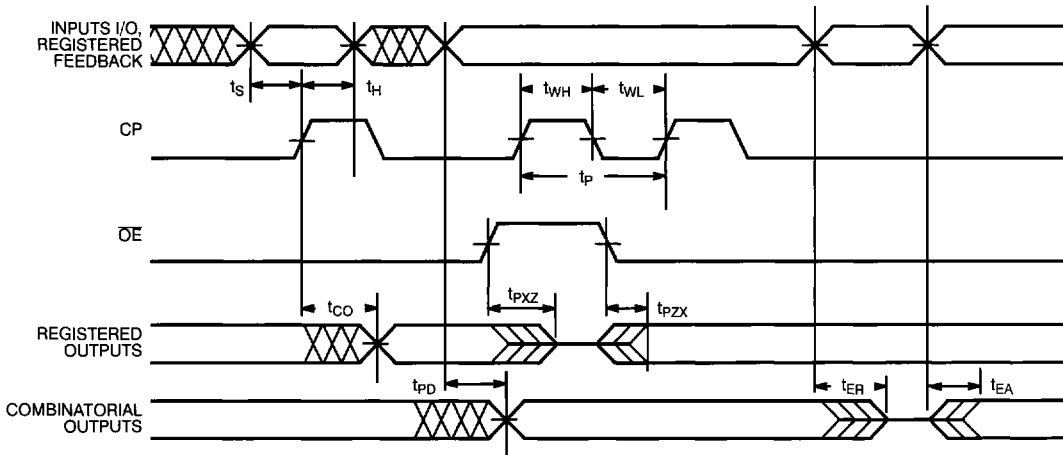 INPUTS I/O,
REGISTERED
FEEDBACK
tS
tH
tWH
tWL
CP
tP
OE
tCO
tPXZ
tPZX
REGISTERED
OUTPUTS
tPD
tER
tEA
COMBINATORIAL
OUTPUTS